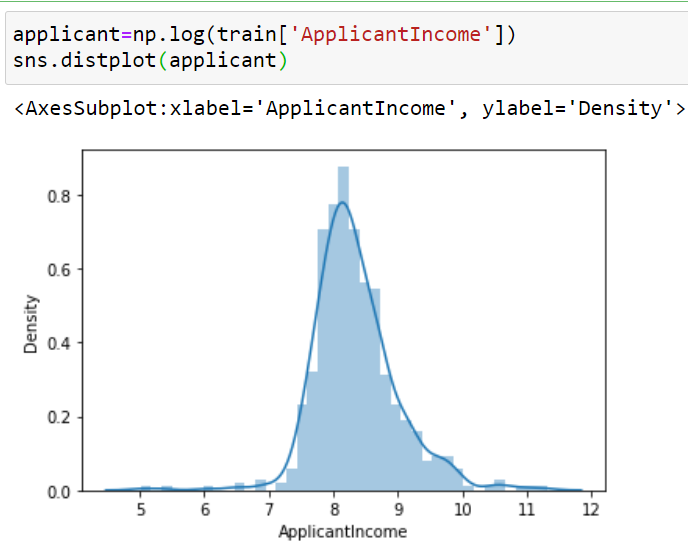 applicant=np.log(train['ApplicantIncome'])
sns.distplot(applicant)
<AxesSubplot:xlabel='ApplicantIncome', ylabel='Density'>
0.8
0.6
0.4
0.2
0.0
Density
5 6 7 8 9 10 11 12
ApplicantIncome